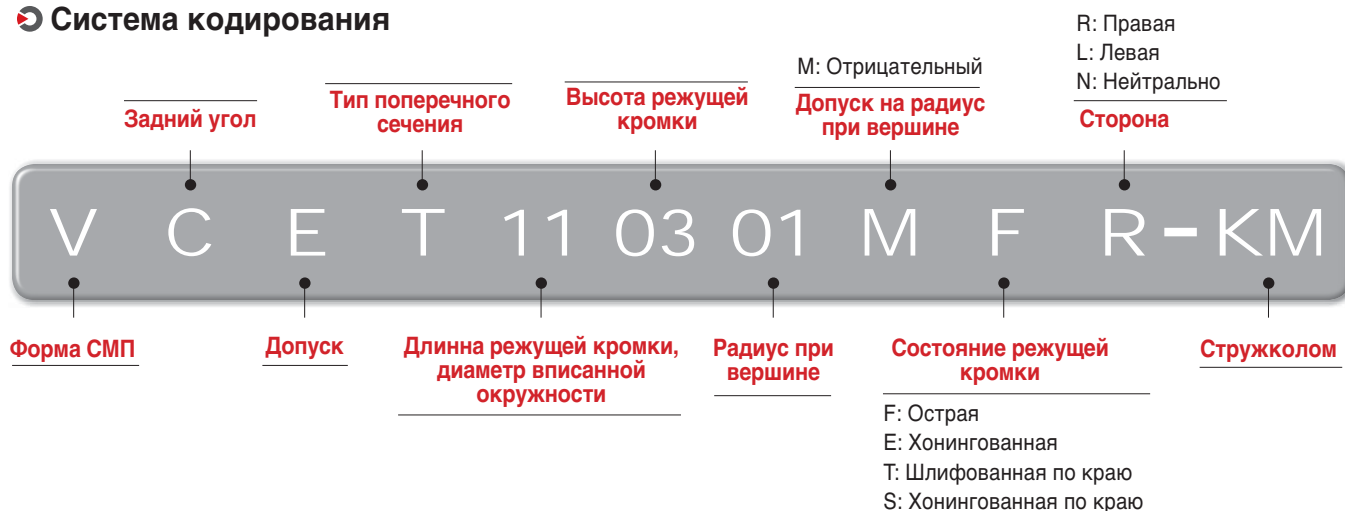 Система кодирования
R: Правая
L: Левая
N: Нейтрально
Сторона
M: Отрицательный
Допуск на радиус
при вершине
Высота режущей
кромки
Тип поперечного
сечения
Задний угол
V C E T 11 03 01 M F R-KM
Форма СМП
Допуск
Длинна режущей кромки,
диаметр вписанной
окружности
Радиус при
вершине
Состояние режущей
кромки
F: Острая
E: Хонингованная
T: Шлифованная по краю
S: Хонингованная по краю
Стружколом